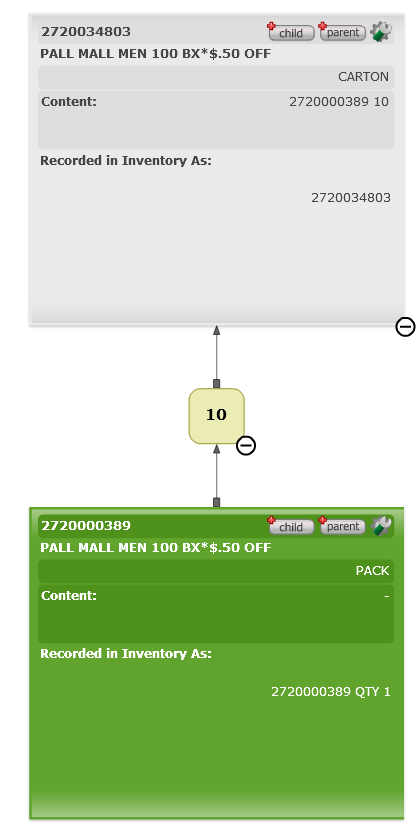 2720034803 child parent
PALL MALL MEN 100 BX*$.50 OFF
CARTON
Content: 2720000389 10
Recorded in Inventory As:
2720034803
10
2720000389 child parent
PALL MALL MEN 100 BX*$.50 OFF
PACK
Content: -
Recorded in Inventory As:
2720000389 QTY 1